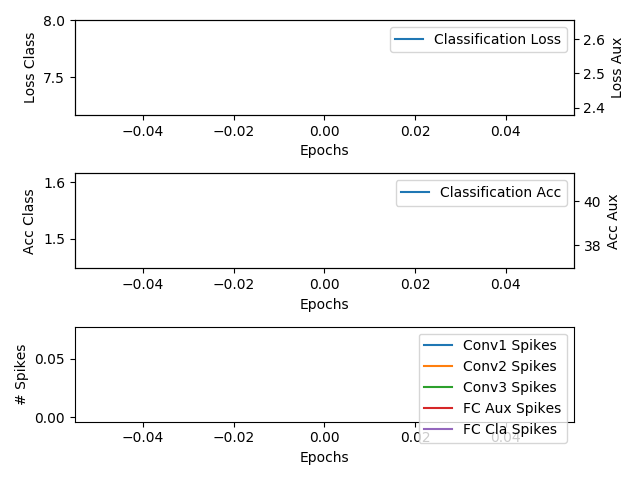 8.0
7.5
Loss Class
Classification Loss
2.6
2.5
2.4
Loss Aux
−0.04 −0.02 0.00 0.02 0.04
Epochs
1.6
1.5
Acc Class
Classification Acc
40
38
Acc Aux
−0.04 −0.02 0.00 0.02 0.04
Epochs
0.05
0.00
# Spikes
Conv1 Spikes
Conv2 Spikes
Conv3 Spikes
FC Aux Spikes
FC Cla Spikes
−0.04 −0.02 0.00 0.02 0.04
Epochs